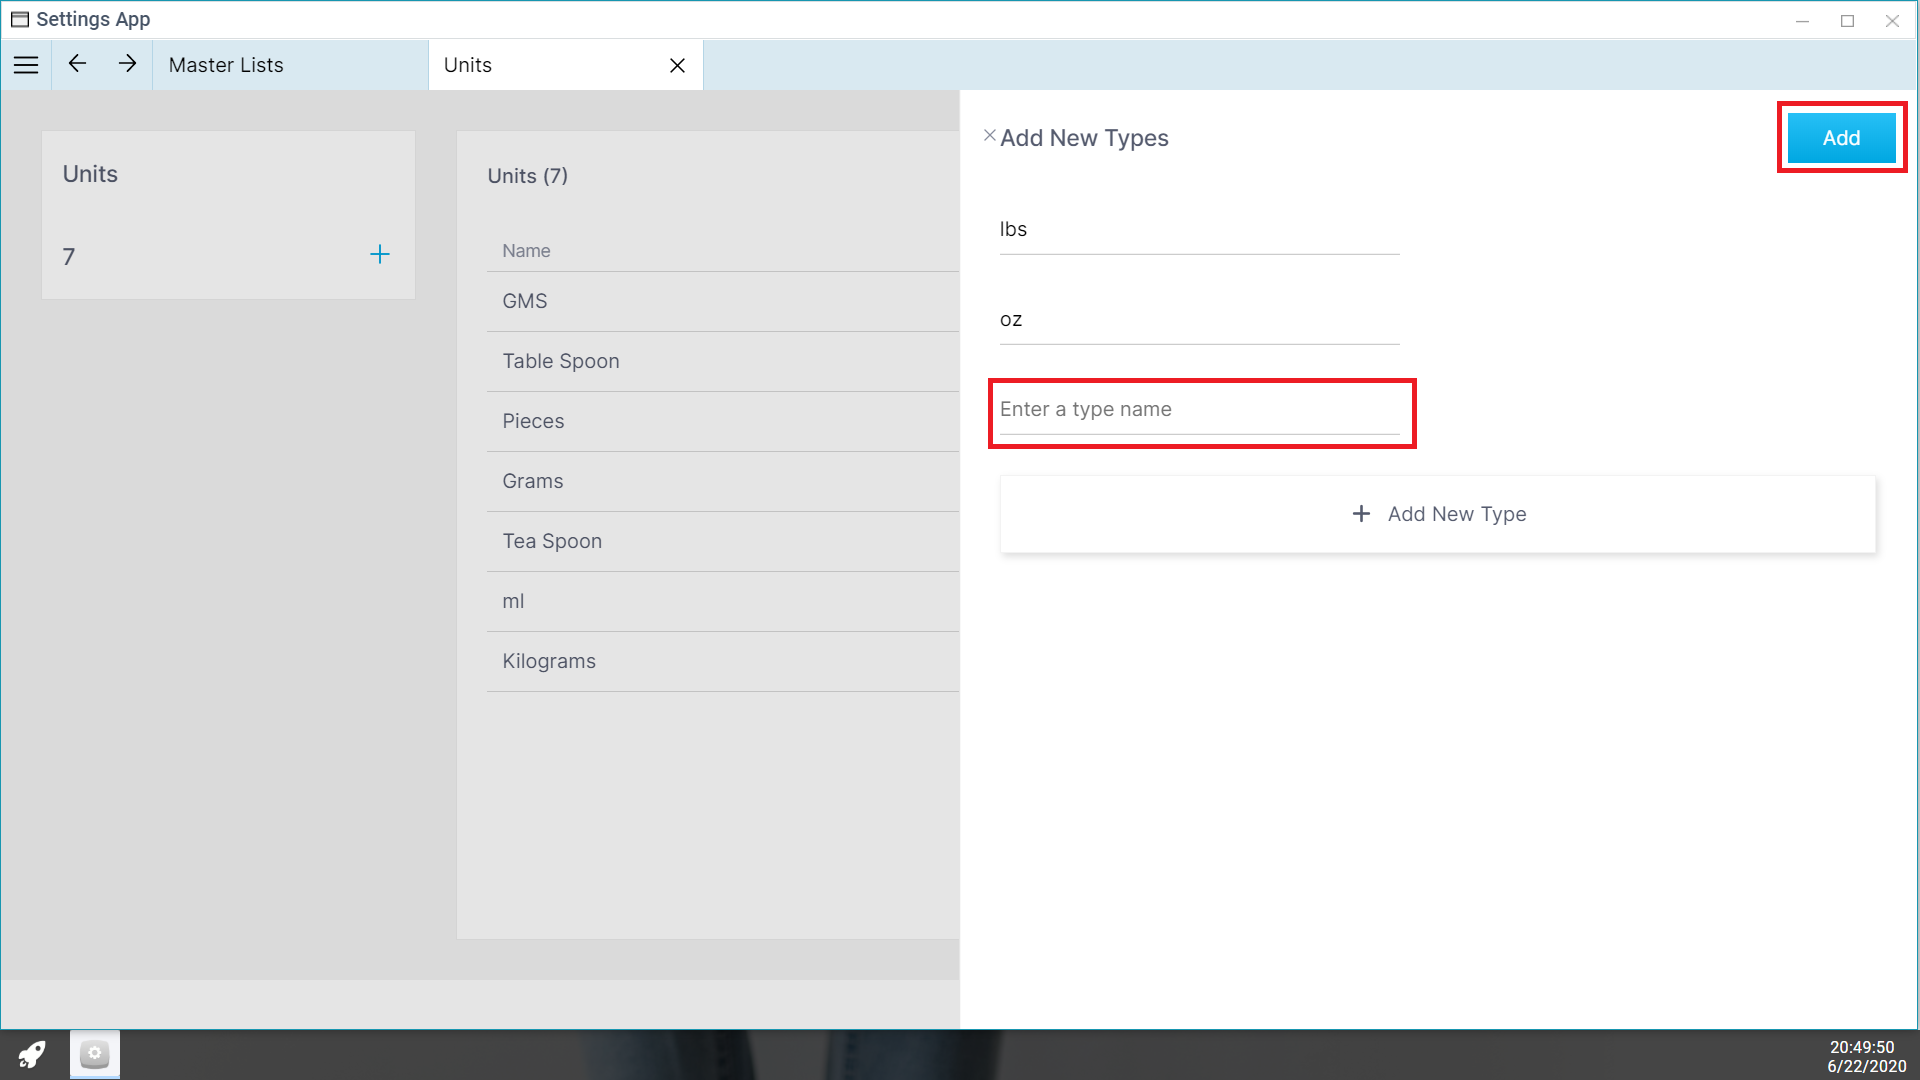 Settings App
Master Lists
Units
Units
7
Units (7)
Name
GMS
Table Spoon
Pieces
Grams
Tea Spoon
ml
Kilograms
Add New Types
Add
lbs
oz
Enter a type name
Add New Type
20:49:50
6/22/2020